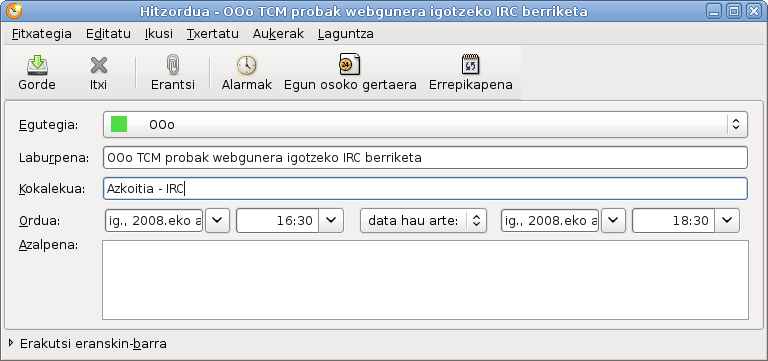 Hitzordua - OOo TCM probak webgunera igotzeko IRC berriketa
Fitxategia Editatu Ikusi Txertatu Aukerak Laguntza
Gorde Itxi Erantsi Alarmak Egun osoko gertaera Errepikapena
Egutegia: OOo
Laburpena: OOo TCM probak webgunera igotzeko IRC berriketa
Kokalekua: Azkoitia - IRC
Ordua: ig., 2008.eko a 16:30 data hau arte: ig., 2008.eko a 18:30
Azalpena:
Erakutsi eranskin-barra